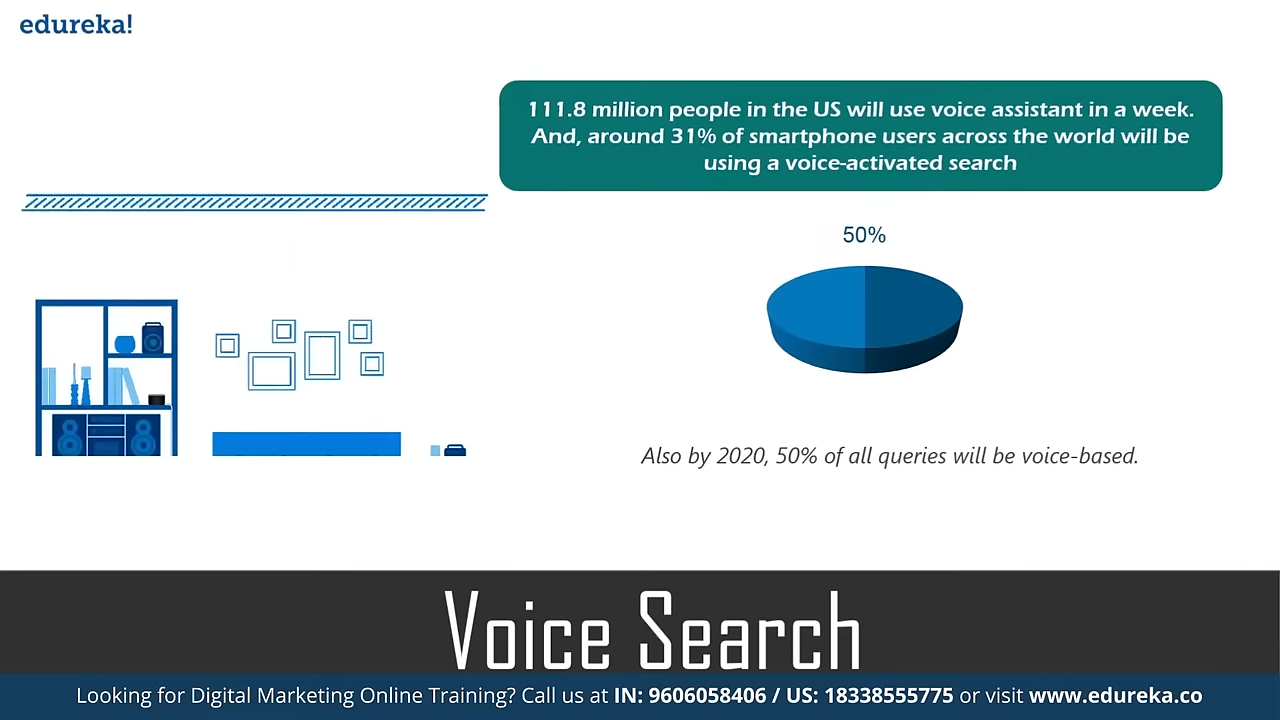 edureka!
111.8 million people in the US will use voice assistant in a week.
And, around 31% of smartphone users across the world will be
using a voice-activated search
50%
Also by 2020, 50% of all queries will be voice-based.
Voice Search
Looking for Digital Marketing Online Training? Call us at IN: 9606058406 / US: 18338555775 or visit www.edureka.co